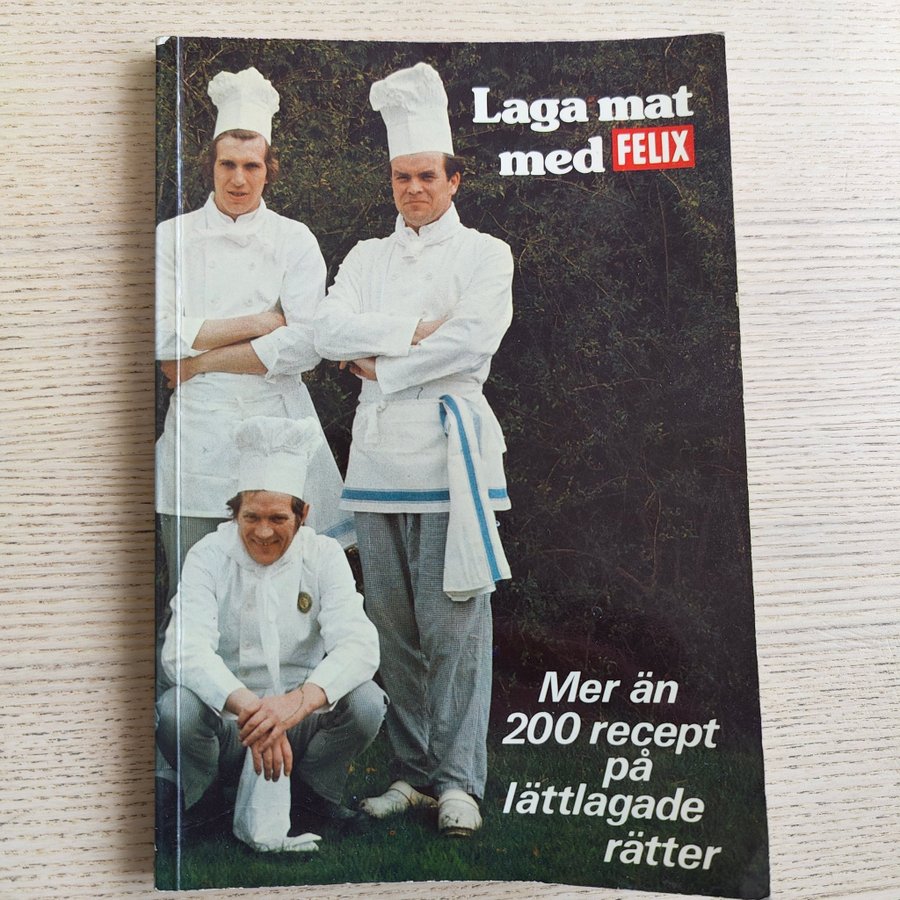 Laga mat
med FELIX
Mer än
200 recept
på
lättlagade
rätter